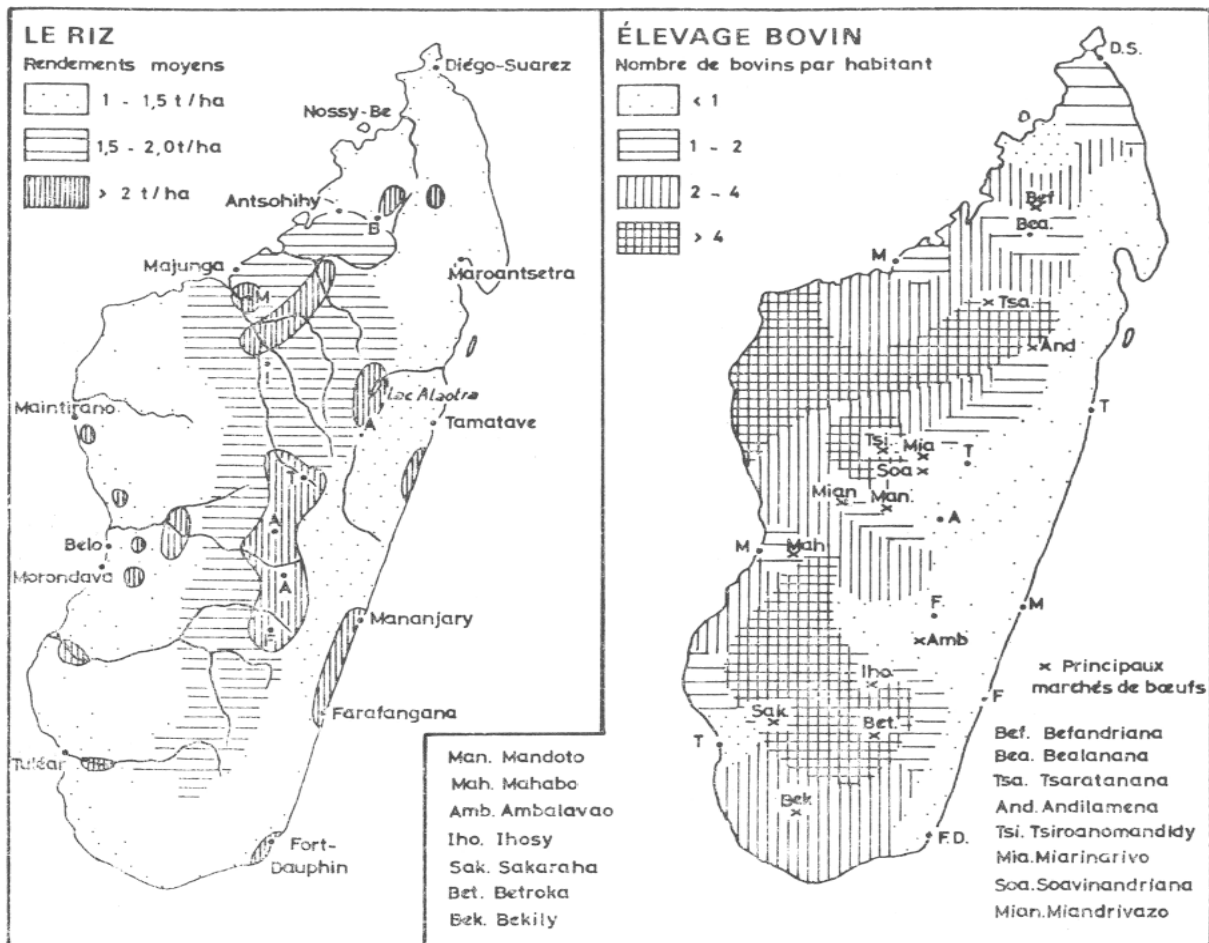 LE RIZ
Rendements moyens
1 - 1,5 t/ha
1,5 - 2,0t/ha
> 2 t/ha
Diégo-Suarez
Nossy-Be
Antsohihy
B
Majunga
M
Maroantsetra
T
Lac Alaotra
Maintirano
A
Tamatave
T
A
Belo
Morondava
A
F
Mananjary
Farafangana
Tuléar
Fort-
Dauphin
ÉLEVAGE BOVIN
Nombre de bovins par habitant
< 1
1 - 2
2 - 4
> 4
D.S.
Bef
Bea.
M
Tsa.
And
T
Tsi
Mia
T
Soa
Mian
Man.
A
M
Mah
F.
M
Amb
Iho.
F
Sak
Bet.
T
Bek
F.D.
× Principaux
marchés de bœufs
Bef. Befandriana
Bea. Bealanana
Tsa. Tsaratanana
And. Andilamena
Tsi. Tsiroanomandidy
Mia.Miarinarivo
Soa.Soavinandriana
Mian.Miandrivazo
Man. Mandoto
Mah. Mahabo
Amb. Ambalavao
Iho. Ihosy
Sak. Sakaraha
Bet. Betroka
Bek. Bekily